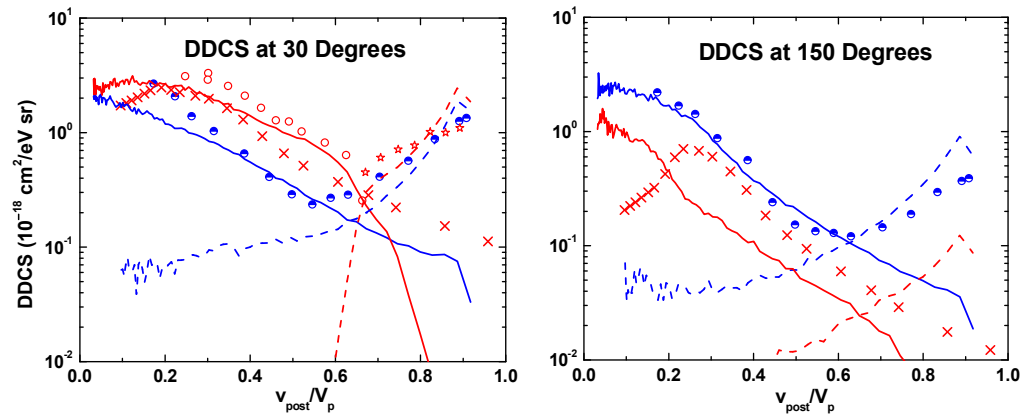 DDCS at 30 Degrees
DDCS (10⁻¹⁸ cm²/eV sr)
10¹
10⁰
10⁻¹
10⁻²
0.0 0.2 0.4 0.6 0.8 1.0
v_post/V_p
DDCS at 150 Degrees
10¹
10⁰
10⁻¹
10⁻²
0.0 0.2 0.4 0.6 0.8 1.0
v_post/V_p